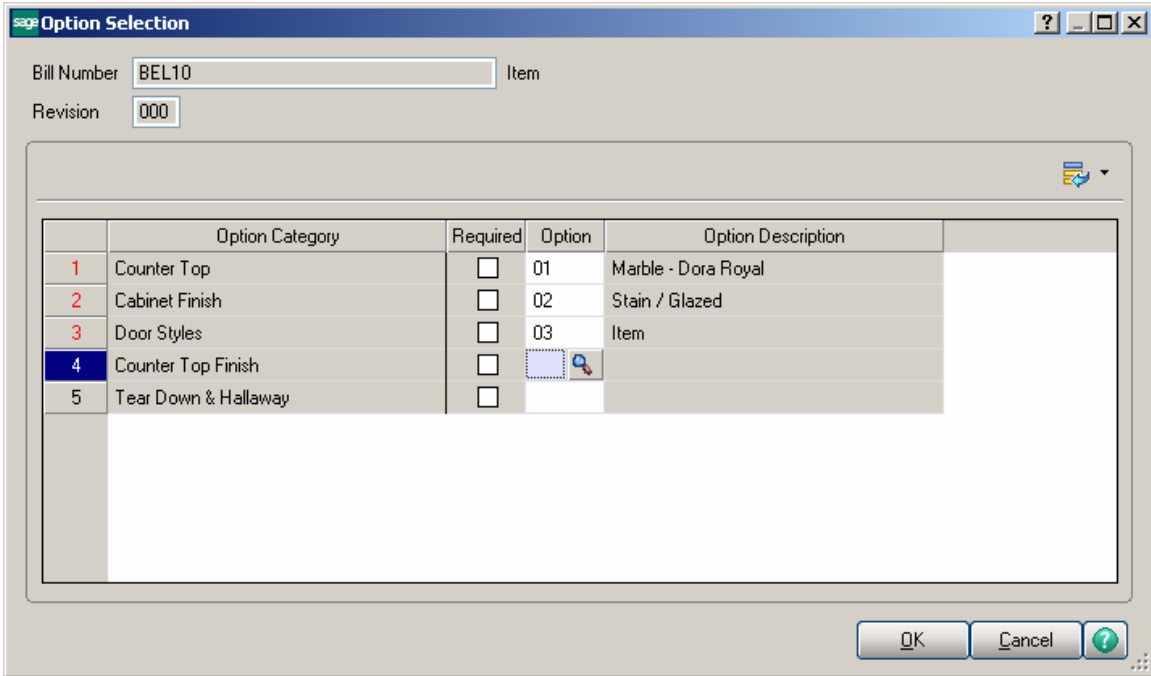 sage Option Selection
Bill Number BEL10 Item
Revision 000
Option Category Required Option Option Description
1 Counter Top 01 Marble - Dora Royal
2 Cabinet Finish 02 Stain / Glazed
3 Door Styles 03 Item
4 Counter Top Finish
5 Tear Down & Hallaway
OK Cancel